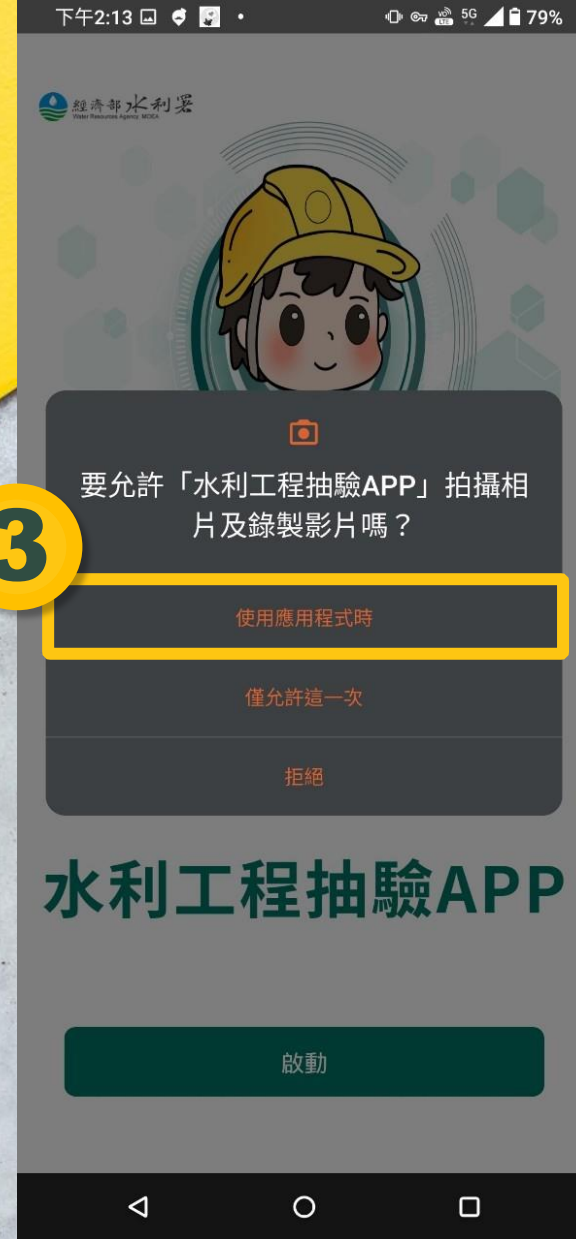 下午2:13
5G
79%
經濟部水利署
Water Resources Agency, MOEA
要允許「水利工程抽驗APP」拍攝相
片及錄製影片嗎？
3
使用應用程式時
僅允許這一次
拒絕
水利工程抽驗APP
啟動